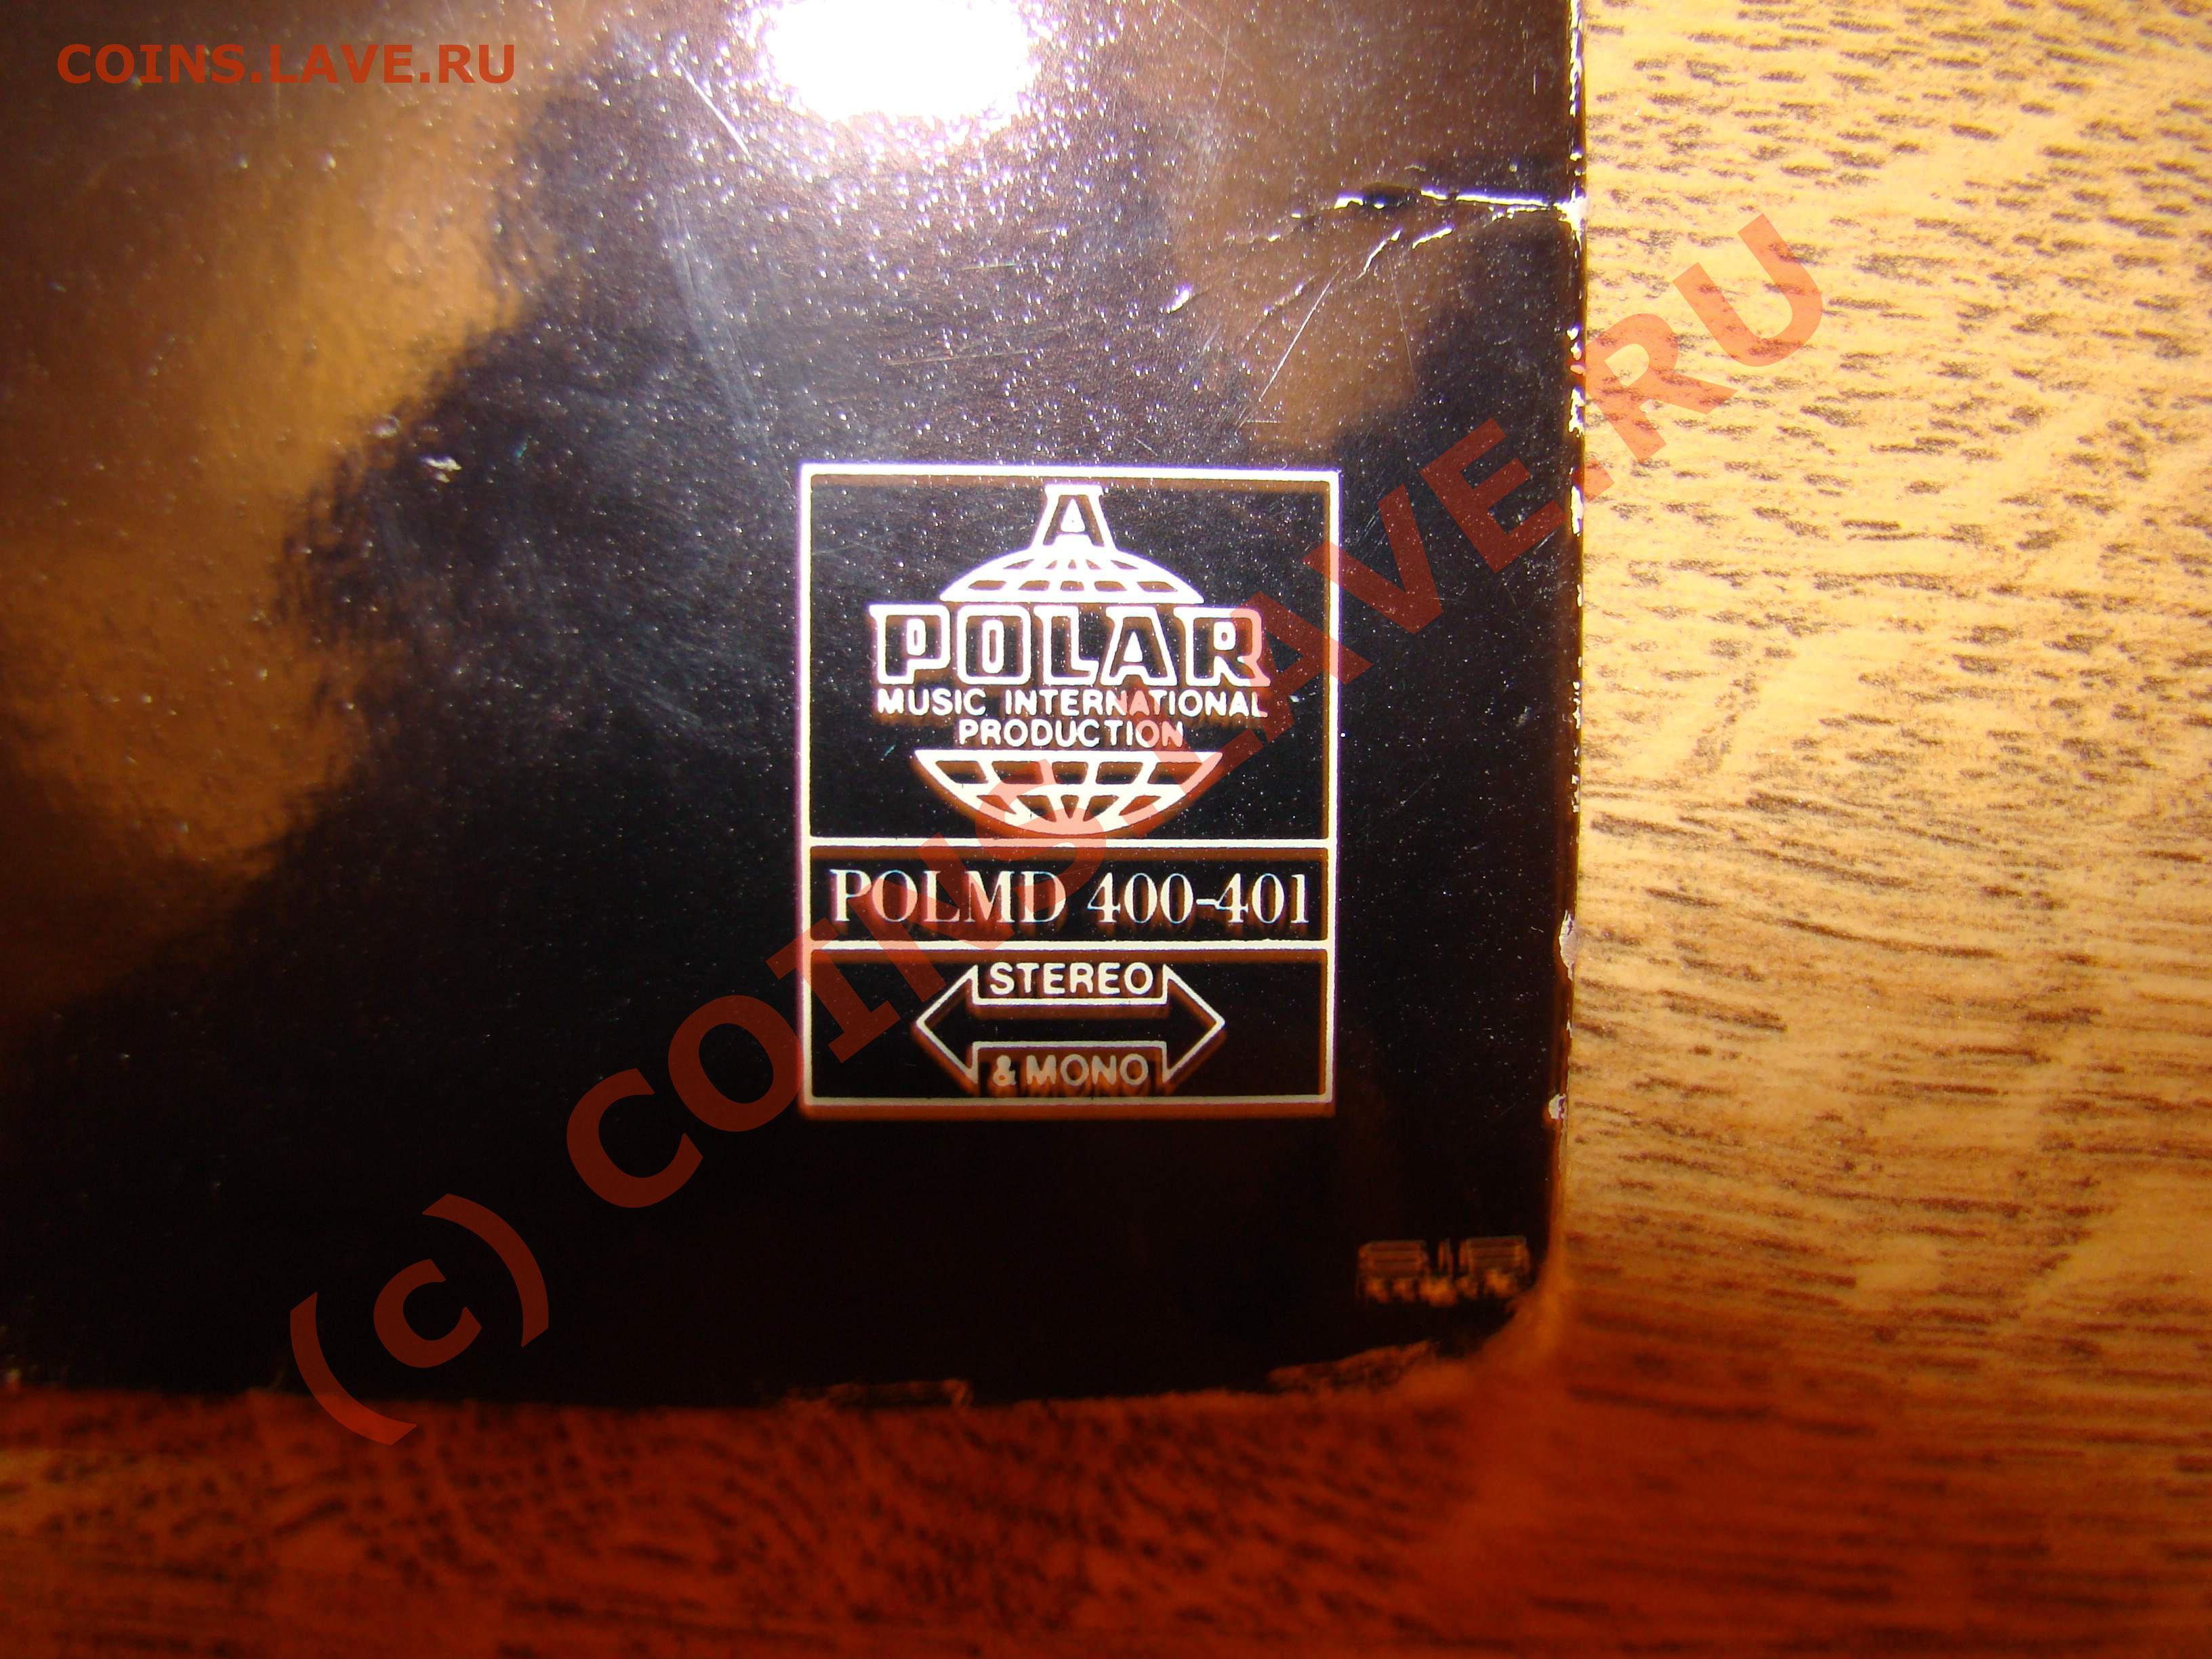 COINS.LAVE.RU
A
POLAR
MUSIC INTERNATIONAL
PRODUCTION
POLMD 400-401
STEREO
& MONO
(c) COINS.LAVE.RU